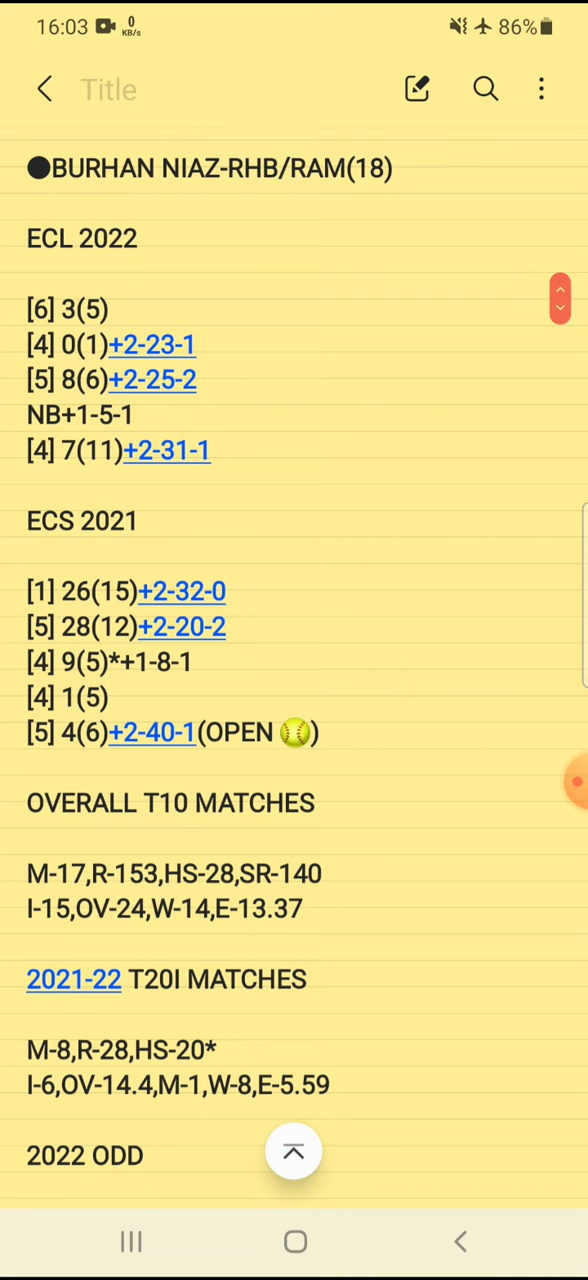 16:03 0 KB/s 86%
Title
●BURHAN NIAZ-RHB/RAM(18)
ECL 2022
[6] 3(5)
[4] 0(1)+2-23-1
[5] 8(6)+2-25-2
NB+1-5-1
[4] 7(11)+2-31-1
ECS 2021
[1] 26(15)+2-32-0
[5] 28(12)+2-20-2
[4] 9(5)*+1-8-1
[4] 1(5)
[5] 4(6)+2-40-1(OPEN 🥎)
OVERALL T10 MATCHES
M-17,R-153,HS-28,SR-140
I-15,OV-24,W-14,E-13.37
2021-22 T20I MATCHES
M-8,R-28,HS-20*
I-6,OV-14.4,M-1,W-8,E-5.59
2022 ODD